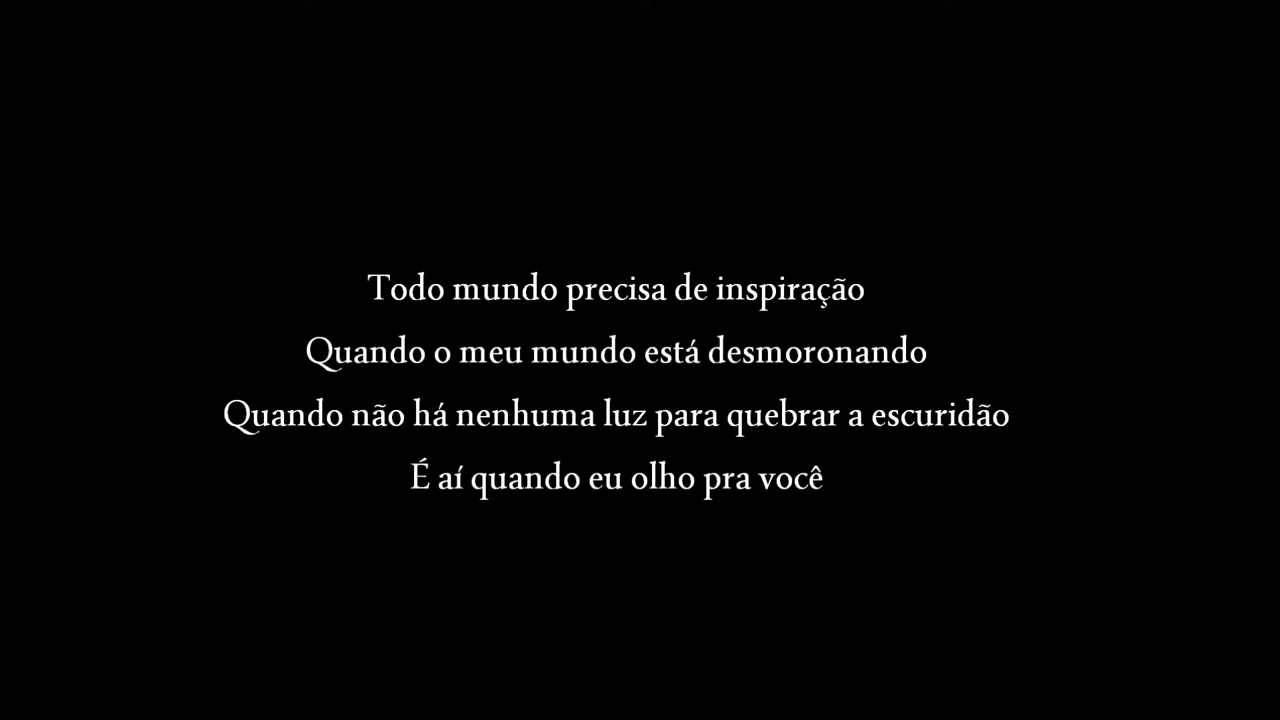 Todo mundo precisa de inspiração
Quando o meu mundo está desmoronando
Quando não há nenhuma luz para quebrar a escuridão
É aí quando eu olho pra você